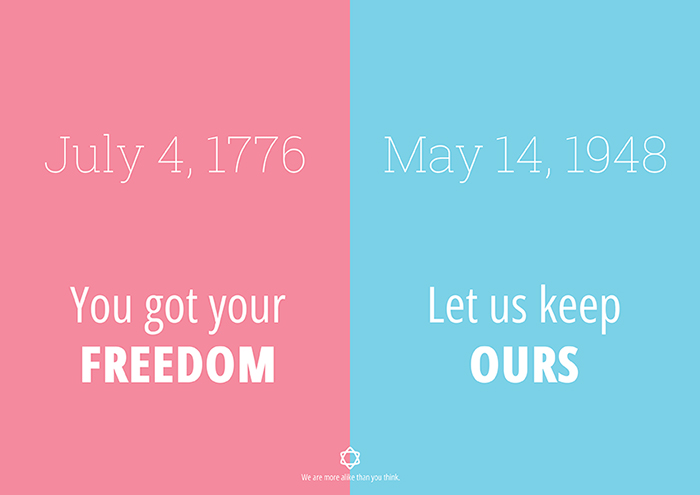 July 4, 1776
You got your
FREEDOM
May 14, 1948
Let us keep
OURS
We are more alike than you think.